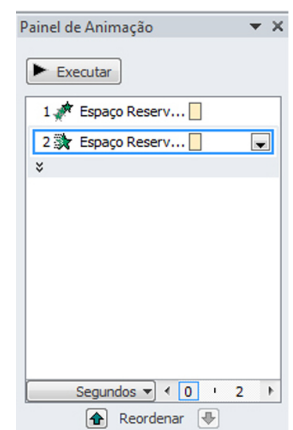 Painel de Animação
Executar
1 Espaço Reserv...
2 Espaço Reserv...
Segundos 0 2
Reordenar